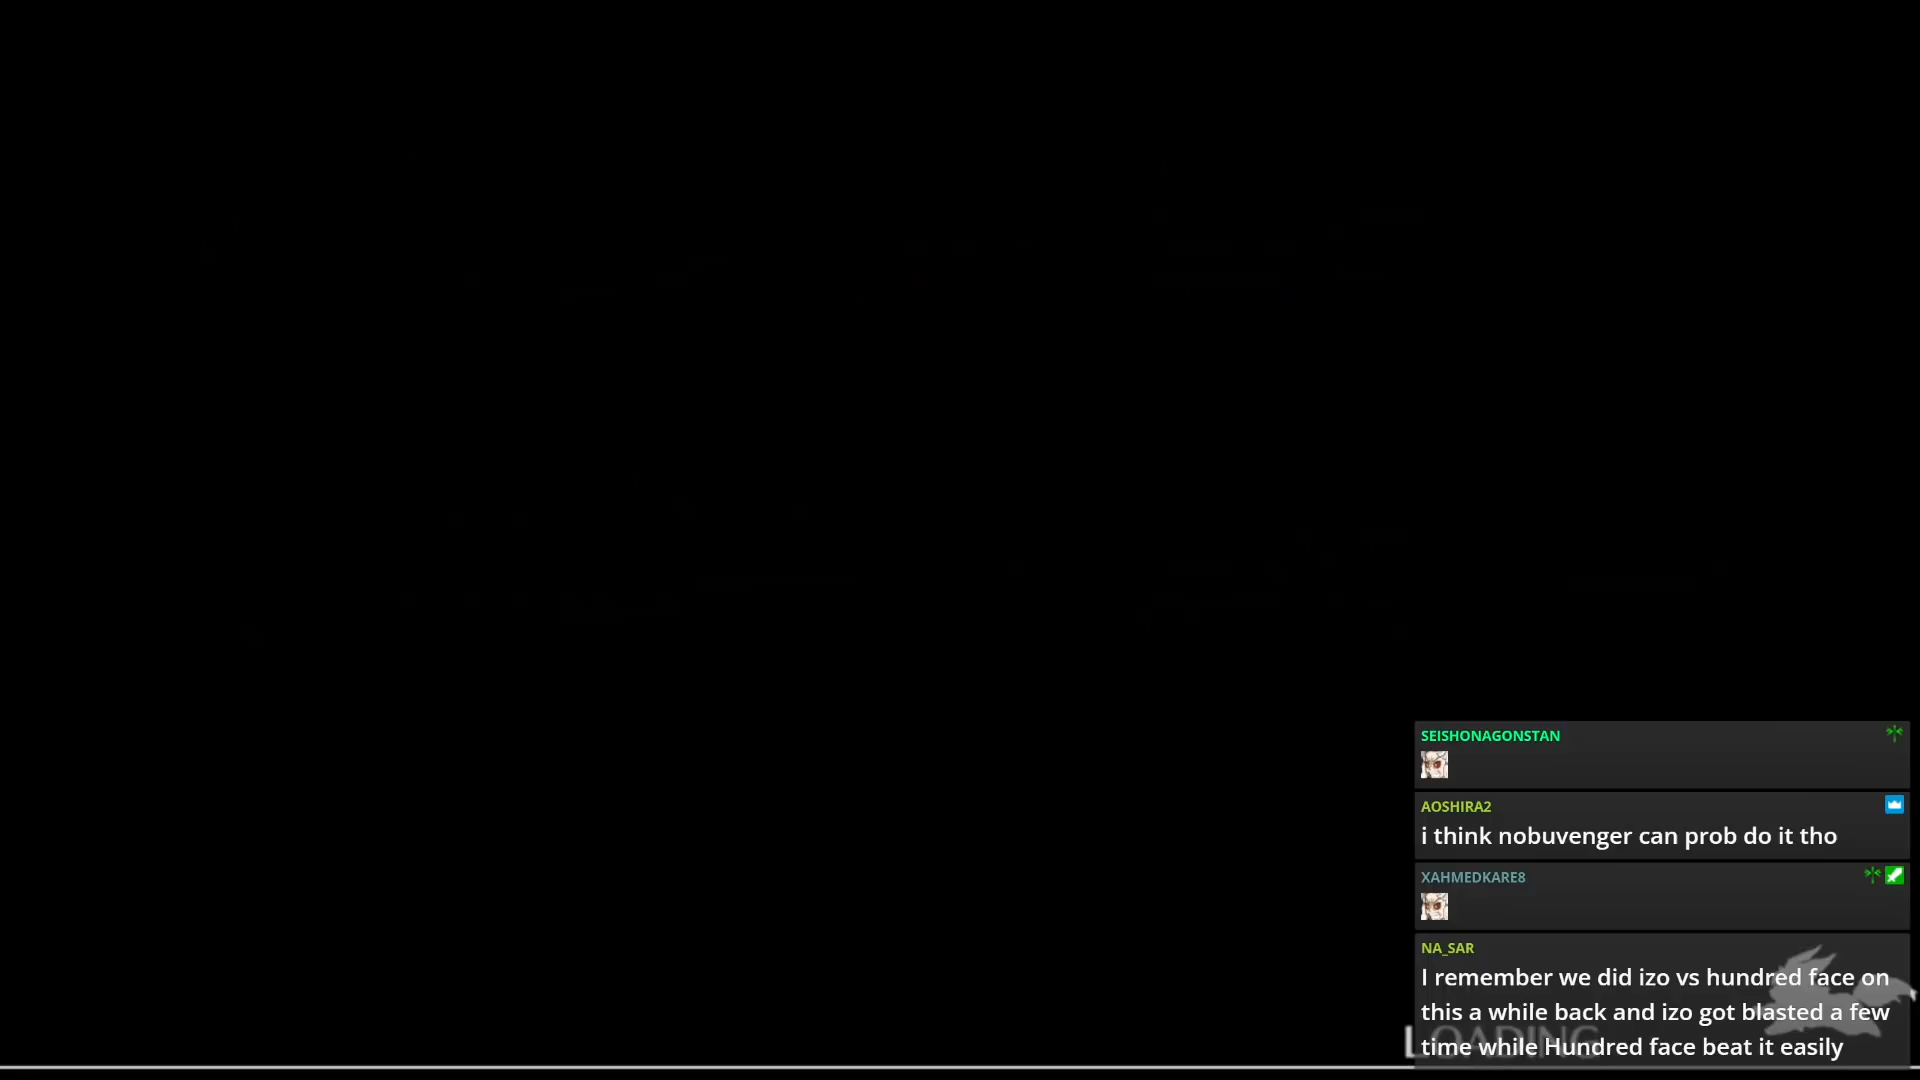 SEISHONAGONSTAN
AOSHIRA2
i think nobuvenger can prob do it tho
XAHMEDKARE8
NA_SAR
I remember we did izo vs hundred face on
this a while back and izo got blasted a few
time while Hundred face beat it easily
LOADING